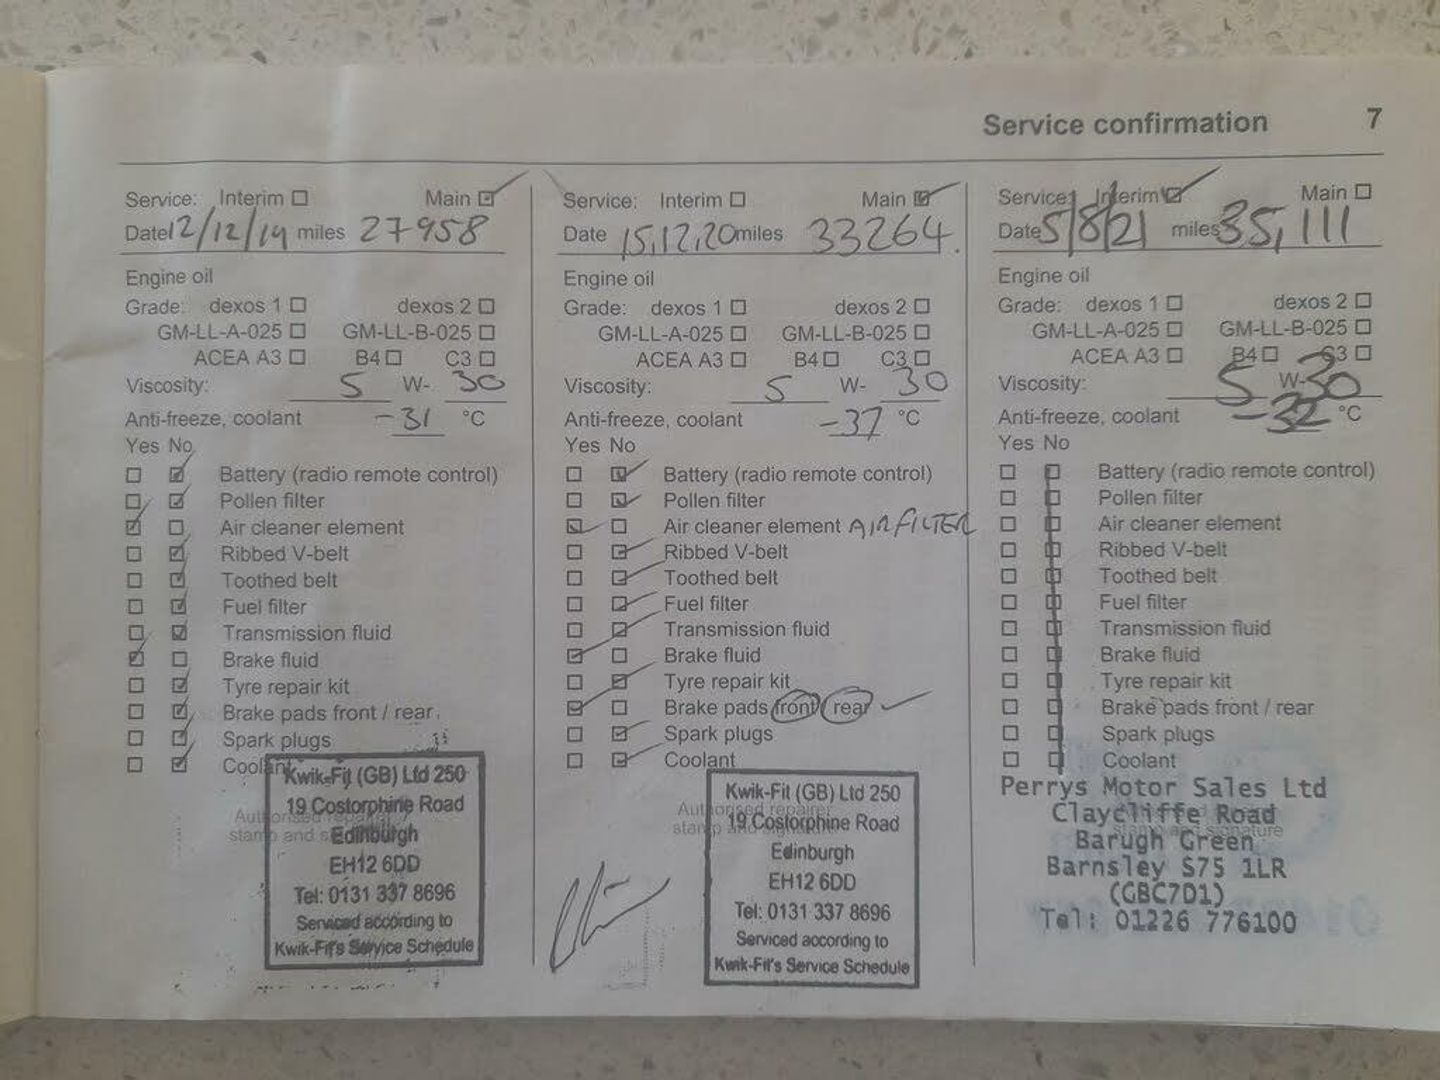 Service confirmation 7
Service: Interim ☐ Main ☑
Date 12/12/19 miles 27958
Engine oil
Grade: dexos 1 ☐ dexos 2 ☐
GM-LL-A-025 ☐ GM-LL-B-025 ☐
ACEA A3 ☐ B4 ☐ C3 ☐
Viscosity: 5 W- 30
Anti-freeze, coolant -31 °C
Yes No
☐ ☑ Battery (radio remote control)
☐ ☑ Pollen filter
☑ ☐ Air cleaner element
☐ ☑ Ribbed V-belt
☐ ☑ Toothed belt
☐ ☑ Fuel filter
☐ ☑ Transmission fluid
☑ ☐ Brake fluid
☐ ☑ Tyre repair kit
☐ ☑ Brake pads front / rear
☐ ☑ Spark plugs
☐ ☑ Coolant
Authorised repairer
stamp and
Kwik-Fit (GB) Ltd 250
19 Costorphine Road
Edinburgh
EH12 6DD
Tel: 0131 337 8696
Serviced according to
Kwik-Fit's Service Schedule
Service: Interim ☐ Main ☑
Date 15,12,20 miles 33264.
Engine oil
Grade: dexos 1 ☐ dexos 2 ☐
GM-LL-A-025 ☐ GM-LL-B-025 ☐
ACEA A3 ☐ B4 ☐ C3 ☐
Viscosity: 5 W- 30
Anti-freeze, coolant -37 °C
Yes No
☐ ☑ Battery (radio remote control)
☐ ☑ Pollen filter
☑ ☐ Air cleaner element AIR FILTER
☐ ☑ Ribbed V-belt
☐ ☑ Toothed belt
☐ ☑ Fuel filter
☐ ☑ Transmission fluid
☑ ☐ Brake fluid
☐ ☑ Tyre repair kit
☑ ☐ Brake pads front / rear ✓
☐ ☑ Spark plugs
☐ ☑ Coolant
Authorised repairer
stamp and signature
Kwik-Fit (GB) Ltd 250
19 Costorphine Road
Edinburgh
EH12 6DD
Tel: 0131 337 8696
Serviced according to
Kwik-Fit's Service Schedule
Service: Interim ☑ Main ☐
Date 5/8/21 miles 35,111
Engine oil
Grade: dexos 1 ☐ dexos 2 ☐
GM-LL-A-025 ☐ GM-LL-B-025 ☐
ACEA A3 ☐ B4 ☐ C3 ☐
Viscosity: 5 W- 30
Anti-freeze, coolant -32 °C
Yes No
☐ ☐ Battery (radio remote control)
☐ ☐ Pollen filter
☐ ☐ Air cleaner element
☐ ☐ Ribbed V-belt
☐ ☐ Toothed belt
☐ ☐ Fuel filter
☐ ☐ Transmission fluid
☐ ☐ Brake fluid
☐ ☐ Tyre repair kit
☐ ☐ Brake pads front / rear
☐ ☐ Spark plugs
☐ ☐ Coolant
Perrys Motor Sales Ltd
Claycliffe Road
stamp and signature
Barugh Green
Barnsley S75 1LR
(GBC7D1)
Tel: 01226 776100